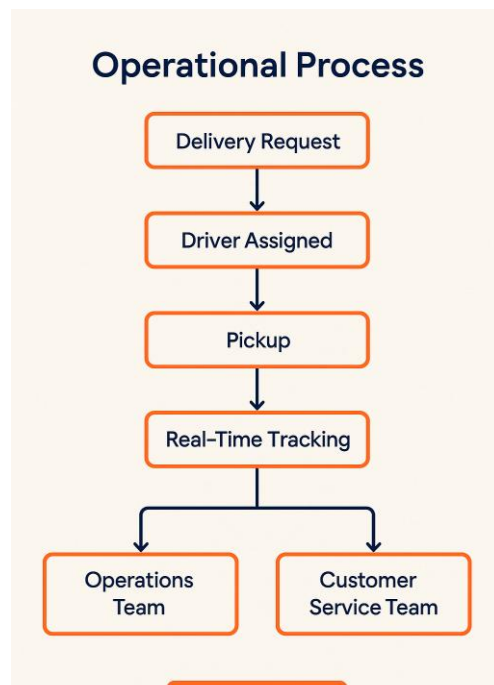 Operational Process
Delivery Request
Driver Assigned
Pickup
Real-Time Tracking
Operations
Team
Customer
Service Team